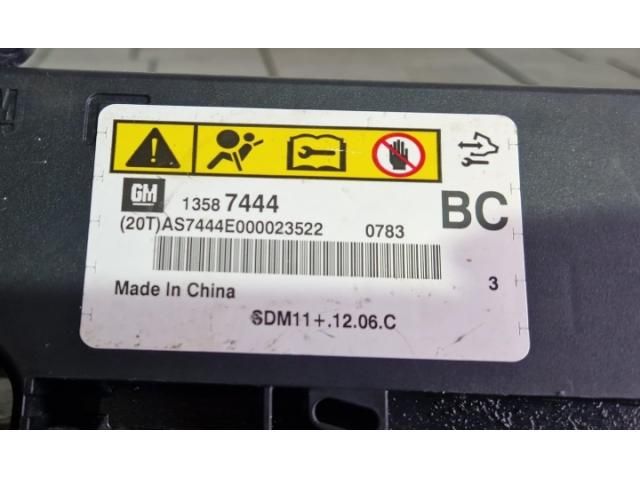 GM 1358 7444 BC
(20T)AS7444E000023522 0783
3
Made In China
SDM11+.12.06.C